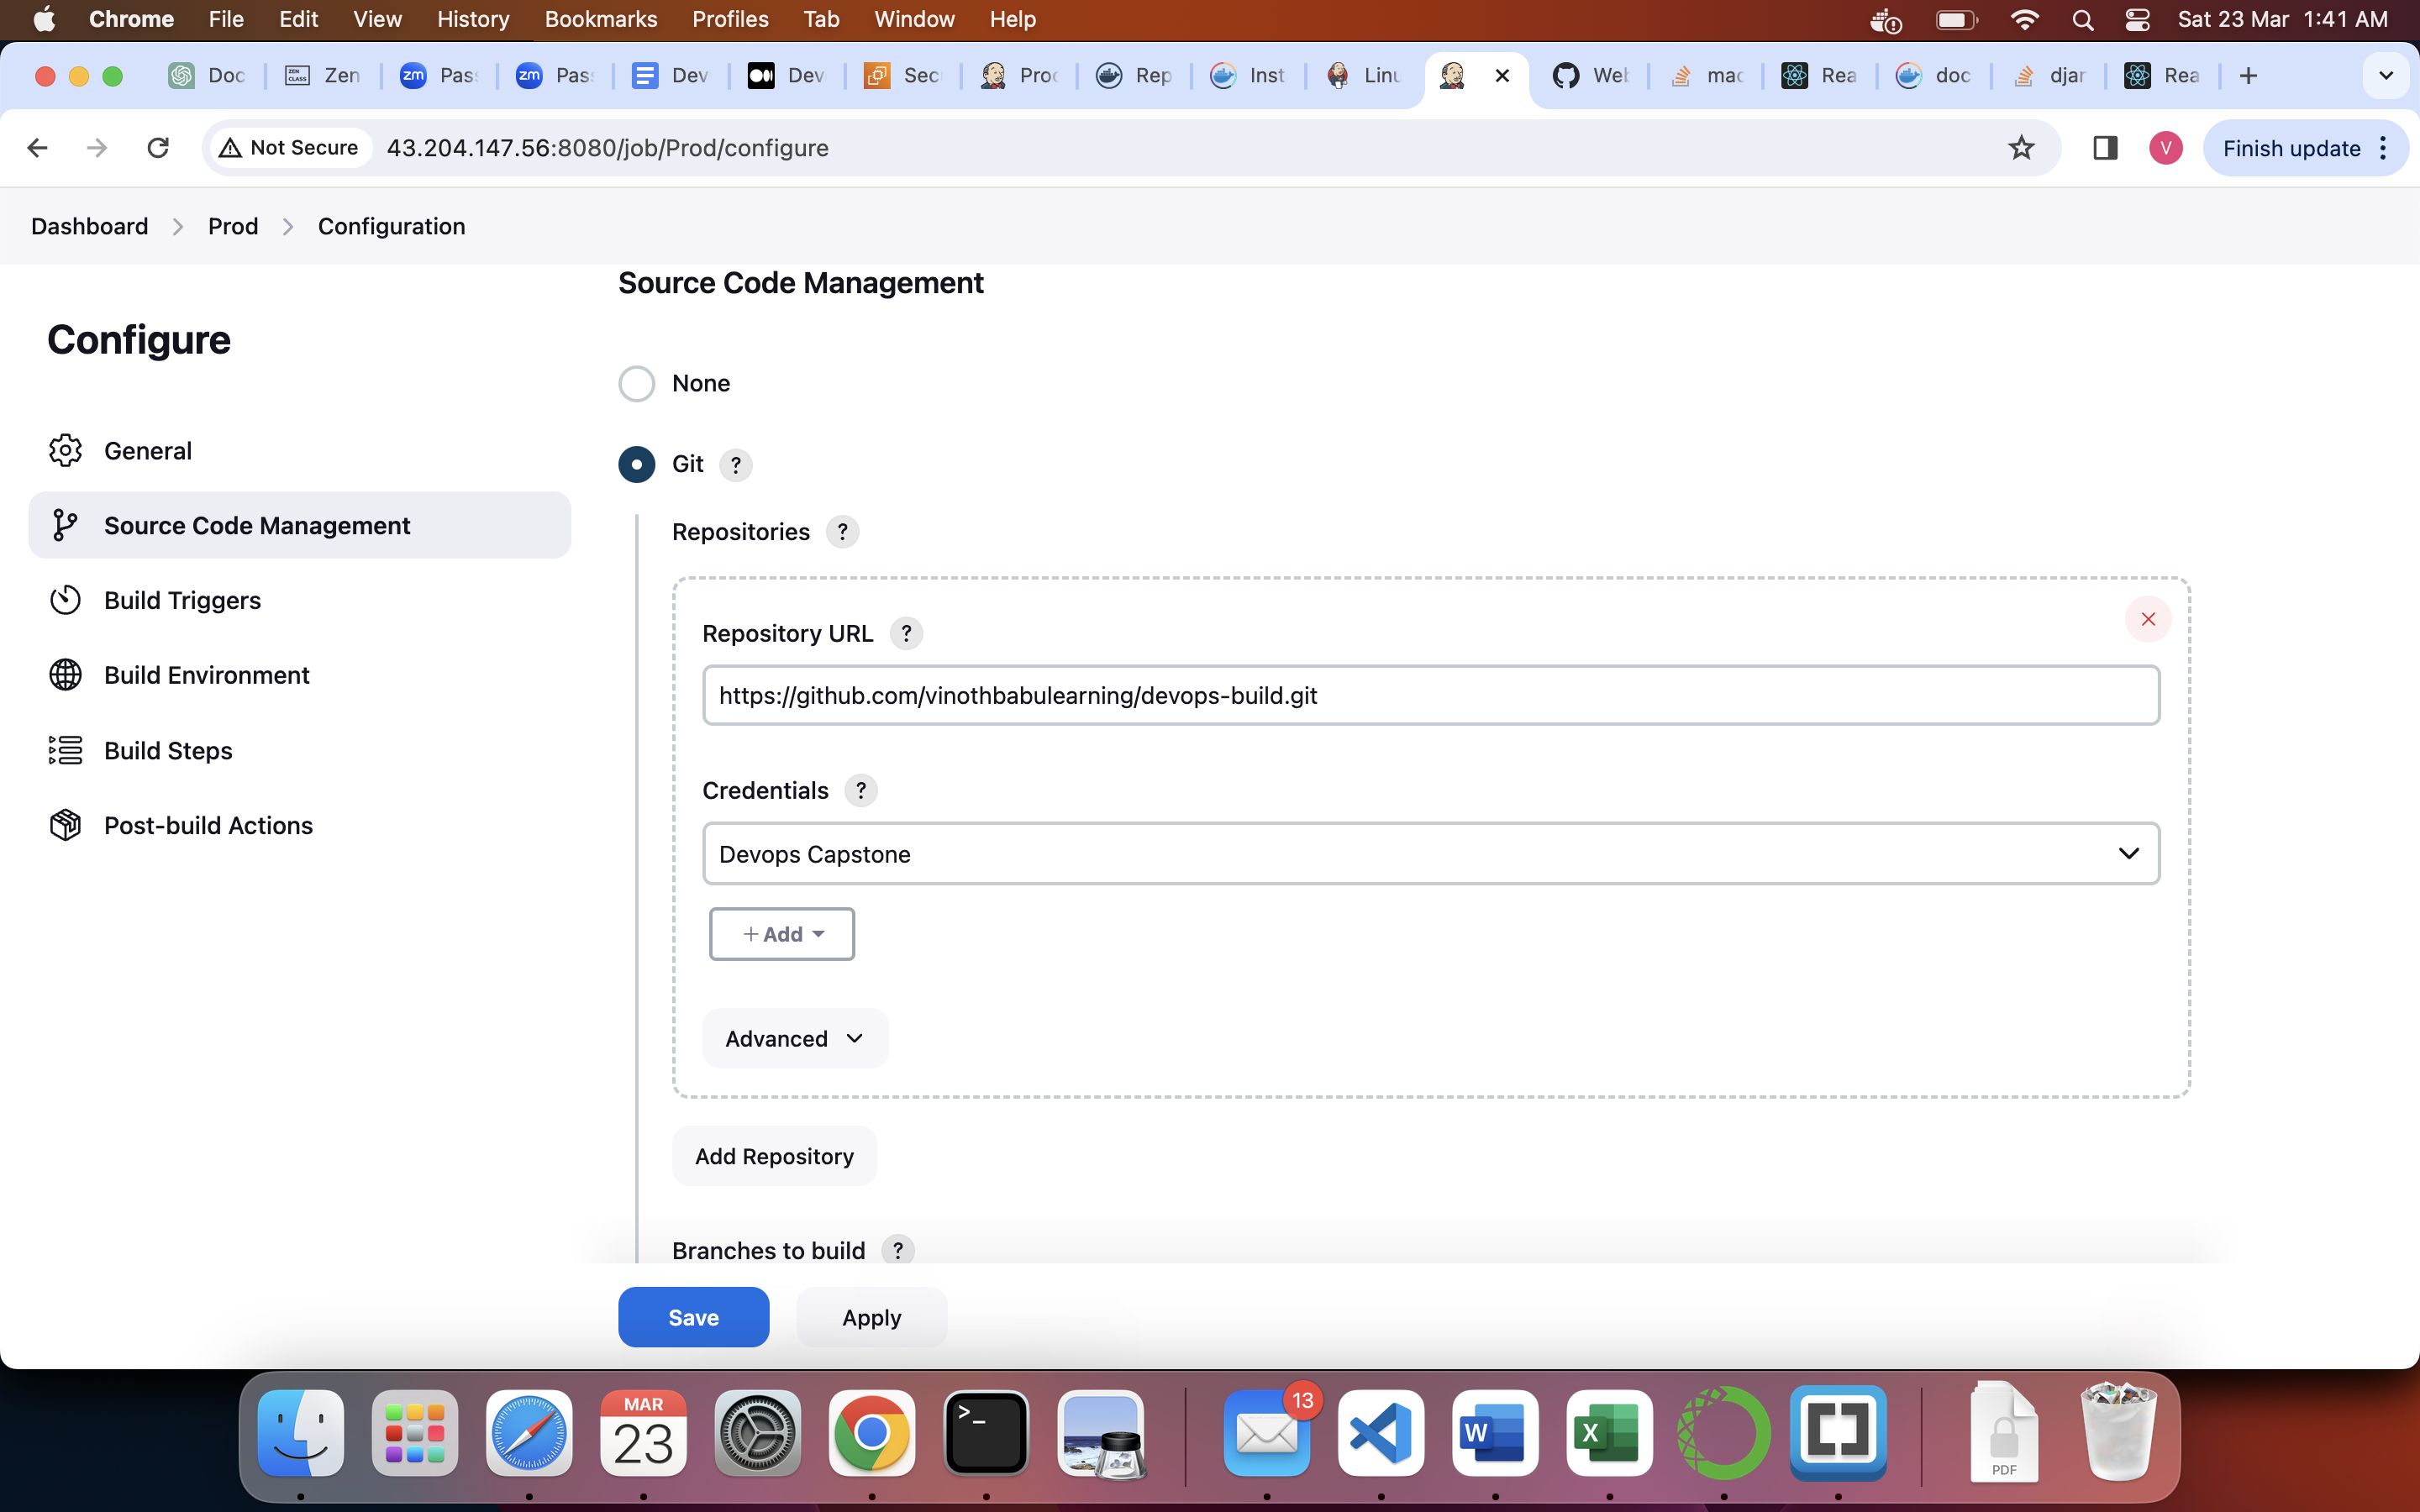 Chrome File Edit View History Bookmarks Profiles Tab Window Help Sat 23 Mar 1:41 AM
Doc Zen Pas Pas Dev Dev Sec Proc Rep Inst Linu Wel mac Rea doc djar Rea
Not Secure 43.204.147.56:8080/job/Prod/configure V Finish update
Dashboard Prod Configuration
Source Code Management
Configure
None
General
Git ?
Source Code Management
Repositories ?
Build Triggers
Repository URL ?
Build Environment
https://github.com/vinothbabulearning/devops-build.git
Build Steps
Credentials ?
Post-build Actions
Devops Capstone
+ Add
Advanced
Add Repository
Branches to build ?
Save Apply
MAR
23
>_
13
W
X
PDF